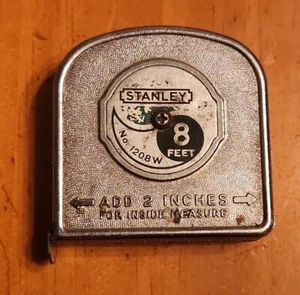 STANLEY
8
FEET
No. 1208W
ADD 2 INCHES
FOR INSIDE MEASURE